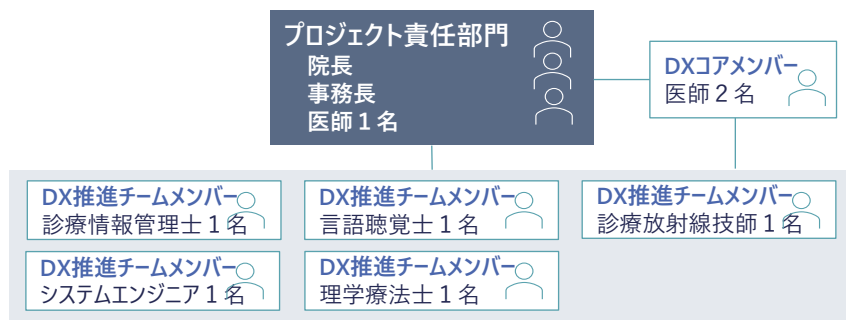 プロジェクト責任部門
院長
事務長
医師１名
DXコアメンバー
医師２名
DX推進チームメンバー
診療情報管理士１名
DX推進チームメンバー
言語聴覚士１名
DX推進チームメンバー
診療放射線技師１名
DX推進チームメンバー
システムエンジニア１名
DX推進チームメンバー
理学療法士１名